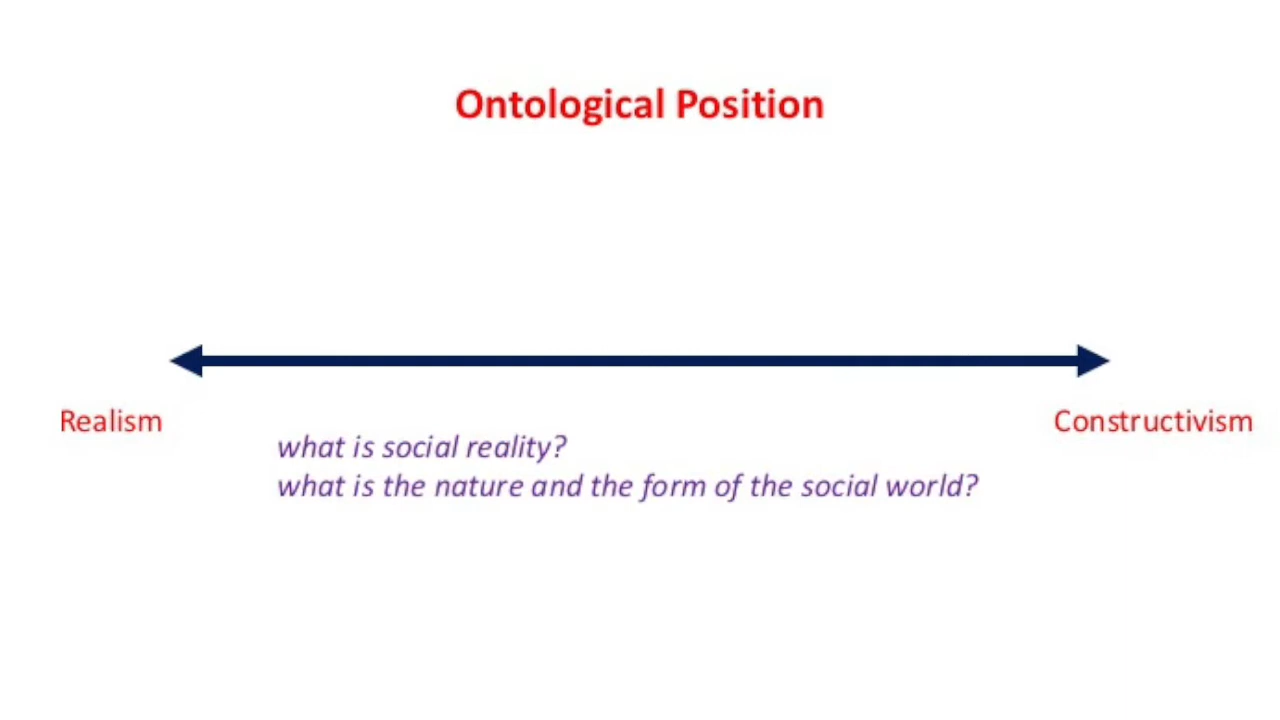 Ontological Position
Realism
Constructivism
what is social reality?
what is the nature and the form of the social world?